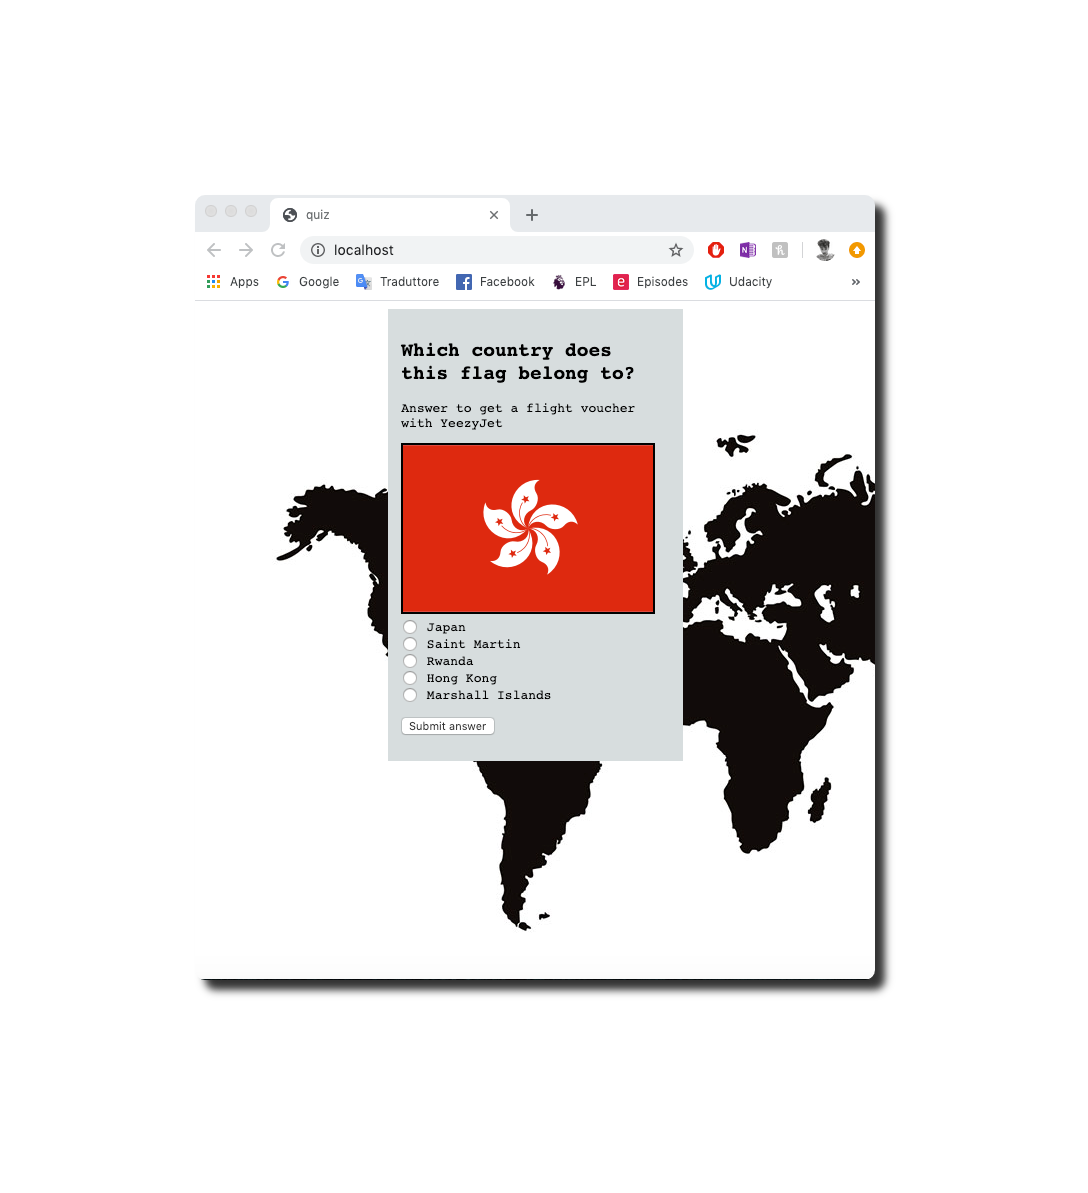 quiz
localhost
Apps Google Traduttore Facebook EPL Episodes Udacity
Which country does
this flag belong to?
Answer to get a flight voucher
with YeezyJet
Japan
Saint Martin
Rwanda
Hong Kong
Marshall Islands
Submit answer